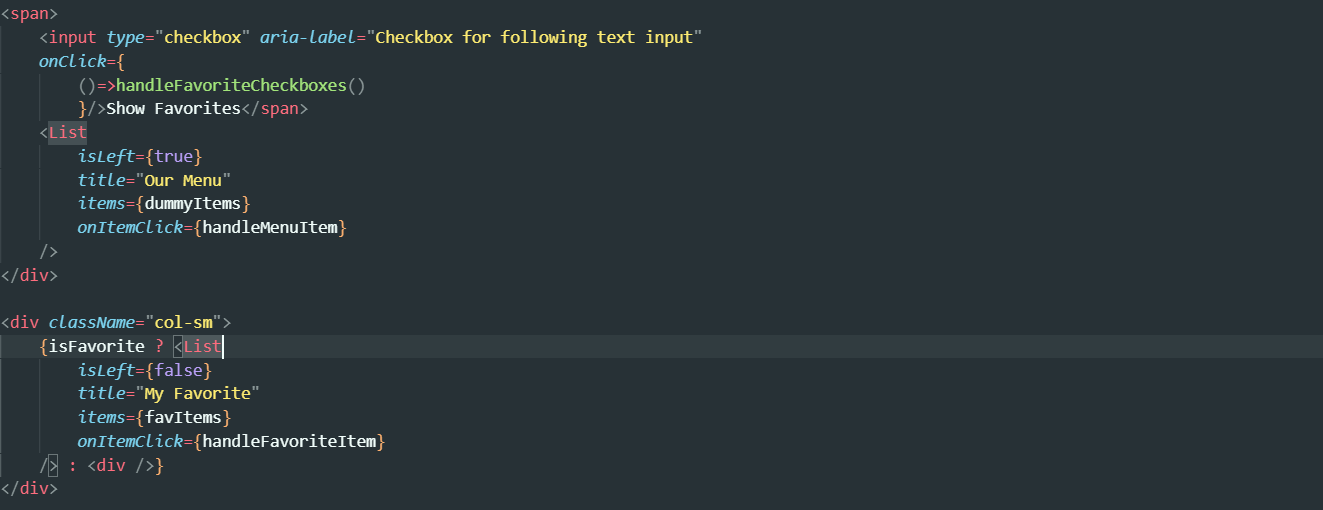 <span>
<input type="checkbox" aria-label="Checkbox for following text input"
onClick={
()=>handleFavoriteCheckboxes()
}/>Show Favorites</span>
<List
isLeft={true}
title="Our Menu"
items={dummyItems}
onItemClick={handleMenuItem}
/>
</div>
<div className="col-sm">
{isFavorite ? <List
isLeft={false}
title="My Favorite"
items={favItems}
onItemClick={handleFavoriteItem}
/> : <div />}
</div>